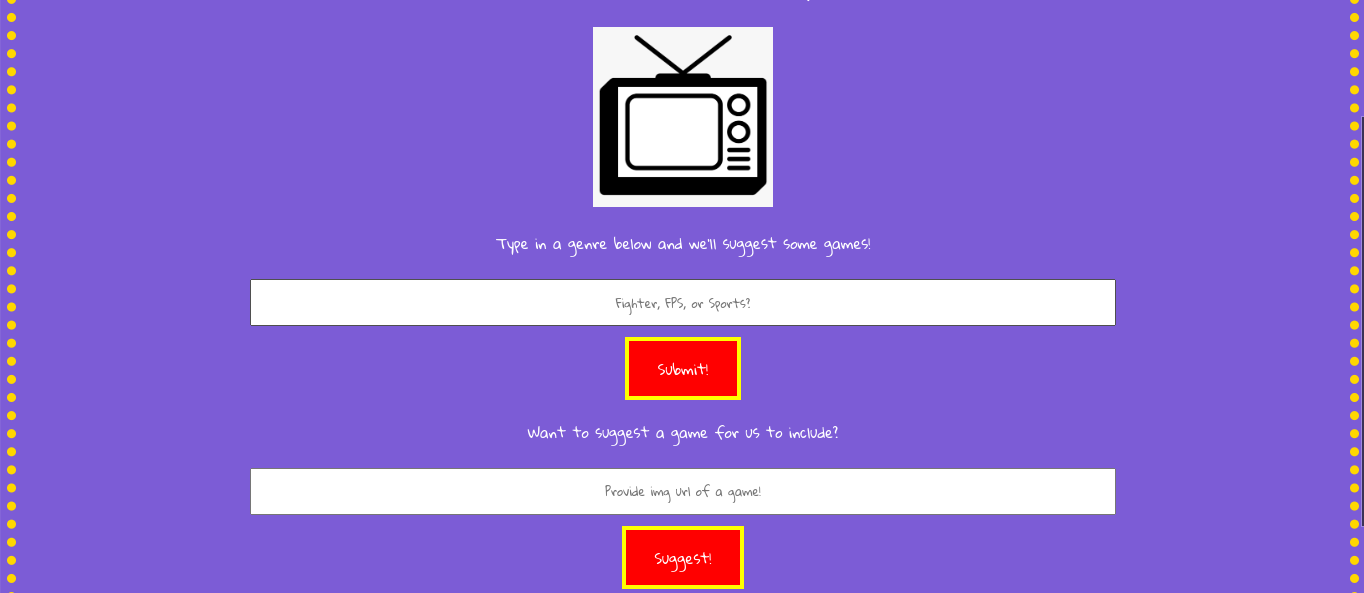 Type in a genre below and we'll suggest some games!
Fighter, FPS, or Sports?
Submit!
Want to suggest a game for us to include?
Provide img url of a game!
Suggest!